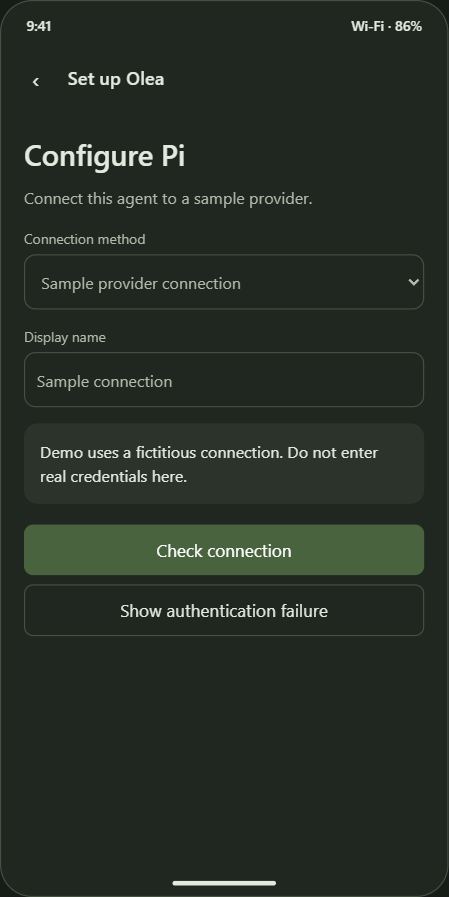 9:41
Wi-Fi · 86%
‹ Set up Olea
Configure Pi
Connect this agent to a sample provider.
Connection method
Sample provider connection
Display name
Sample connection
Demo uses a fictitious connection. Do not enter
real credentials here.
Check connection
Show authentication failure